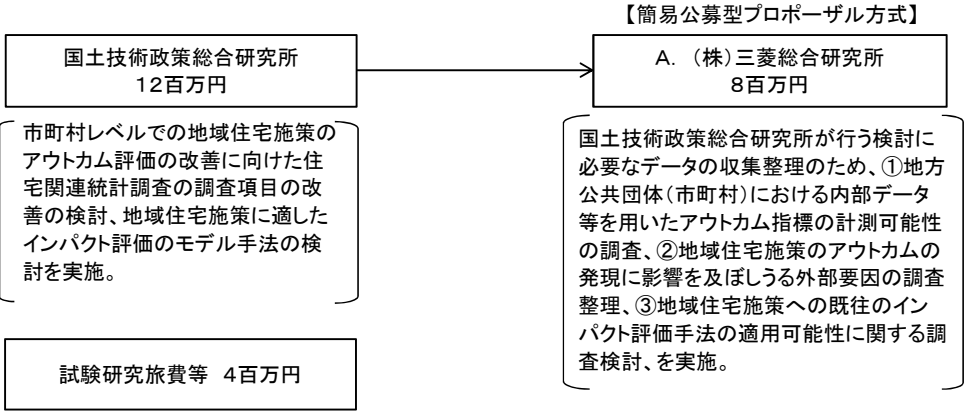 【簡易公募型プロポーザル方式】
国土技術政策総合研究所
12百万円
A. (株)三菱総合研究所
8百万円
市町村レベルでの地域住宅施策の
アウトカム評価の改善に向けた住
宅関連統計調査の調査項目の改
善の検討、地域住宅施策に適した
インパクト評価のモデル手法の検
討を実施。
国土技術政策総合研究所が行う検討に
必要なデータの収集整理のため、①地方
公共団体(市町村)における内部データ
等を用いたアウトカム指標の計測可能性
の調査、②地域住宅施策のアウトカムの
発現に影響を及ぼしうる外部要因の調査
整理、③地域住宅施策への既往のイン
パクト評価手法の適用可能性に関する調
査検討、を実施。
試験研究旅費等 4百万円